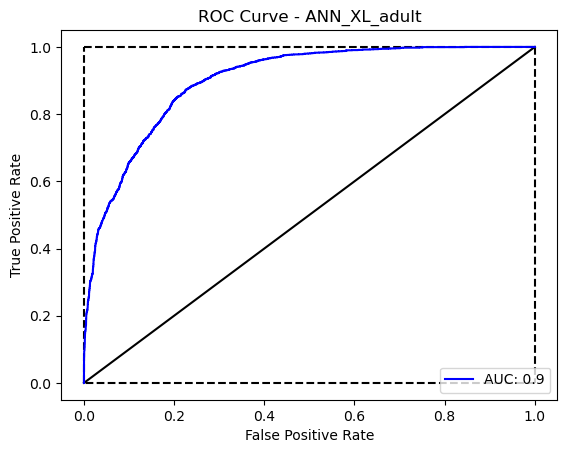 ROC Curve - ANN_XL_adult
True Positive Rate
1.0
0.8
0.6
0.4
0.2
0.0
AUC: 0.9
0.0 0.2 0.4 0.6 0.8 1.0
False Positive Rate